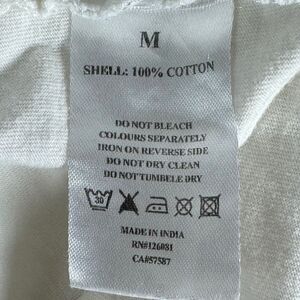 M
SHELL: 100% COTTON
DO NOT BLEACH
COLOURS SEPARATELY
IRON ON REVERSE SIDE
DO NOT DRY CLEAN
DO NOT TUMBELE DRY
30
MADE IN INDIA
RN#126081
CA#57587